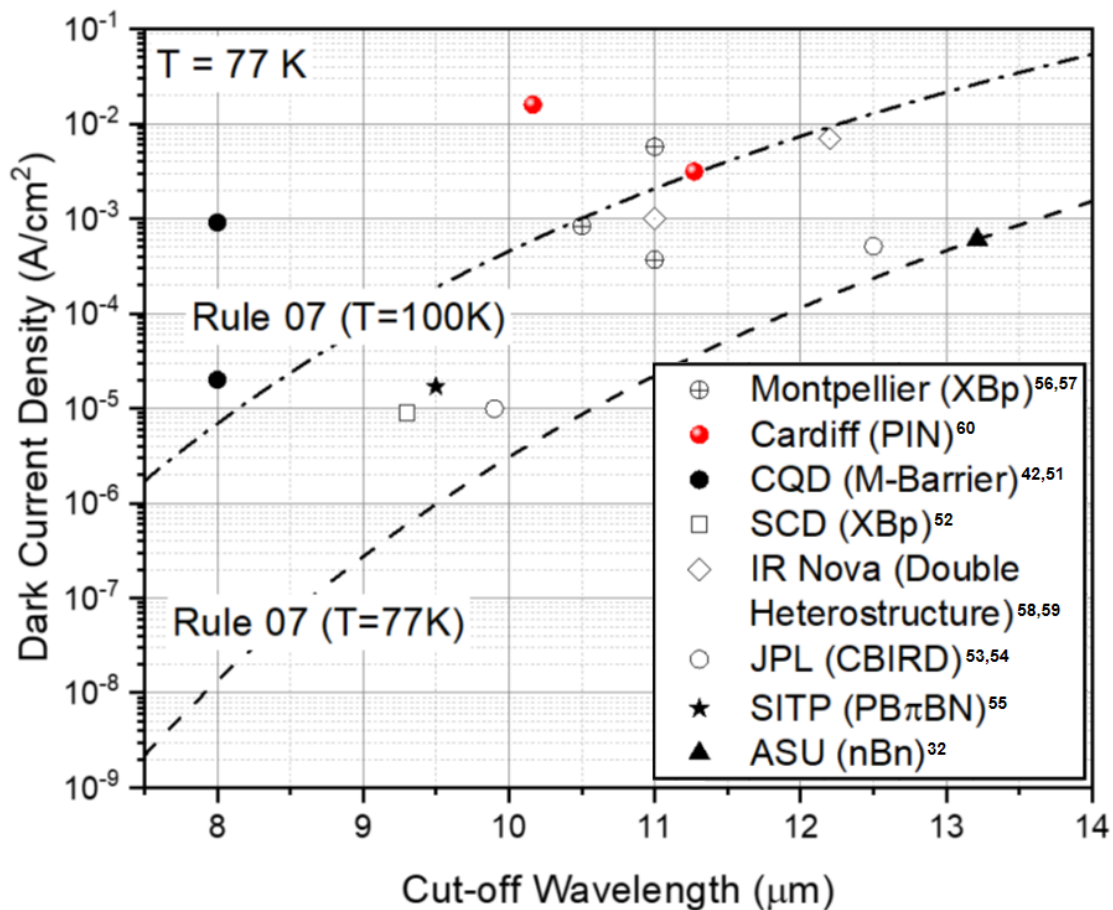 T = 77 K
10⁻¹
10⁻²
10⁻³
10⁻⁴
10⁻⁵
10⁻⁶
10⁻⁷
10⁻⁸
10⁻⁹
Dark Current Density (A/cm²)
Rule 07 (T=100K)
Rule 07 (T=77K)
Montpellier (XBp)⁵⁶,⁵⁷
Cardiff (PIN)⁶⁰
CQD (M-Barrier)⁴²,⁵¹
SCD (XBp)⁵²
IR Nova (Double
Heterostructure)⁵⁸,⁵⁹
JPL (CBIRD)⁵³,⁵⁴
SITP (PBπBN)⁵⁵
ASU (nBn)³²
8 9 10 11 12 13 14
Cut-off Wavelength (μm)